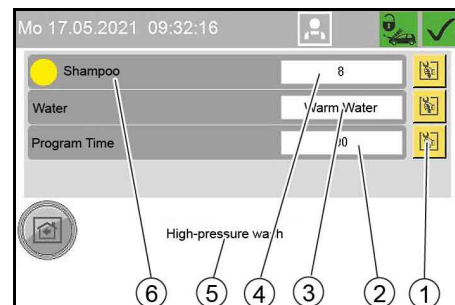 Mo 17.05.2021 09:32:16
Shampoo 8
Water Warm Water
Program Time
High-pressure wash
6 5 4 3 2 1